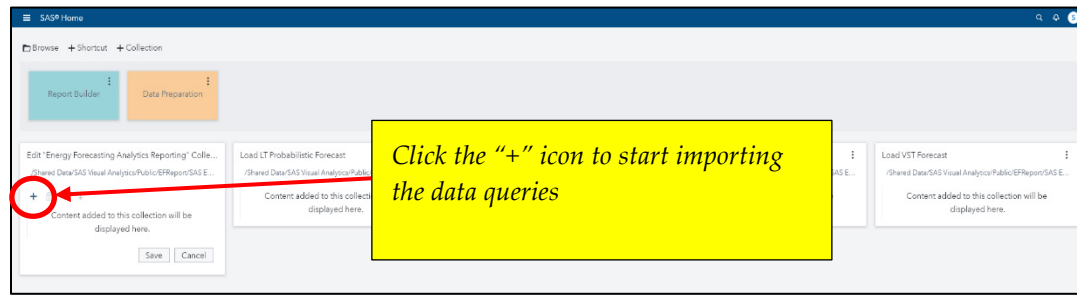 SAS® Home
S
Browse + Shortcut + Collection
Report Builder
Data Preparation
Edit "Energy Forecasting Analytics Reporting" Colle...
/Shared Data/SAS Visual Analytics/Public/EFReport/SAS E...
+
Content added to this collection will be
displayed here.
Save
Cancel
Load LT Probabilistic Forecast
/Shared Data/SAS Visual Analytics/Public
Content added to this collecti
displayed here.
Click the “+” icon to start importing
the data queries
SAS E...
Load VST Forecast
/Shared Data/SAS Visual Analytics/Public/EFReport/SAS E...
Content added to this collection will be
displayed here.